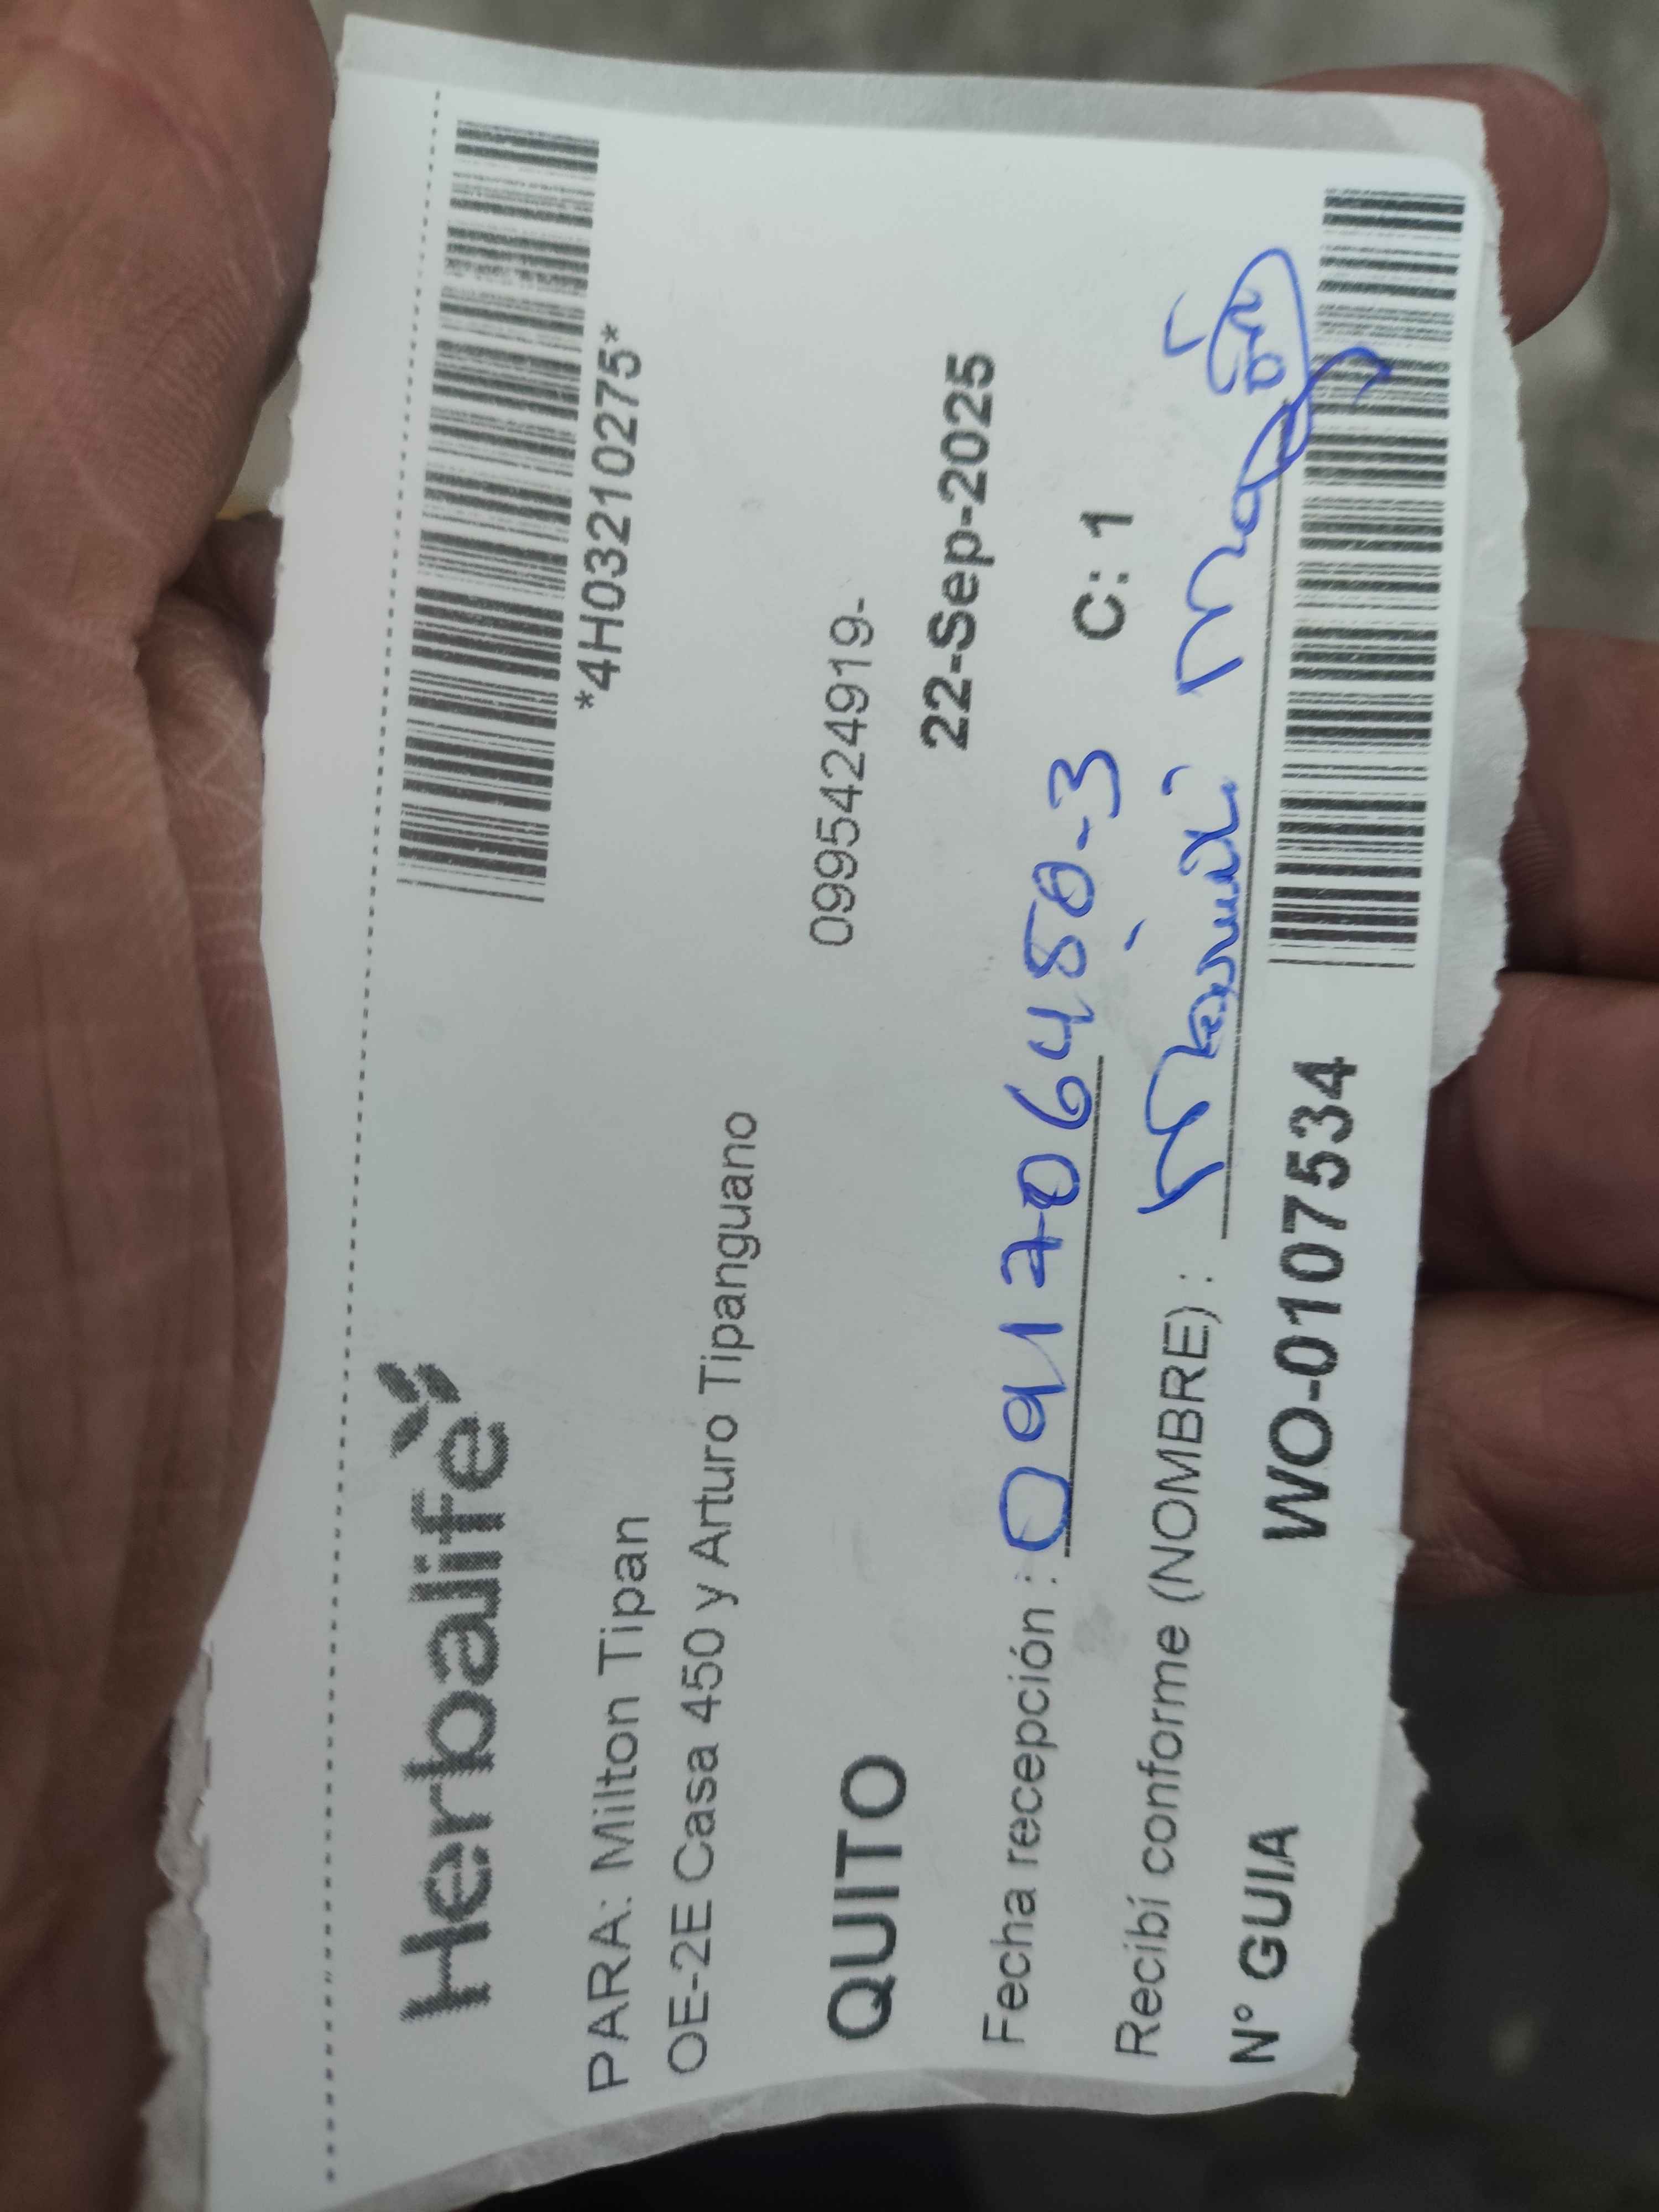 Herbalife
*4H03210275*
PARA: Milton Tipan
OE-2E Casa 450 y Arturo Tipanguano
0995424919-
QUITO
22-Sep-2025
Fecha recepción : 091706480-3
C: 1
Recibí conforme (NOMBRE) :
N° GUIA WO-0107534